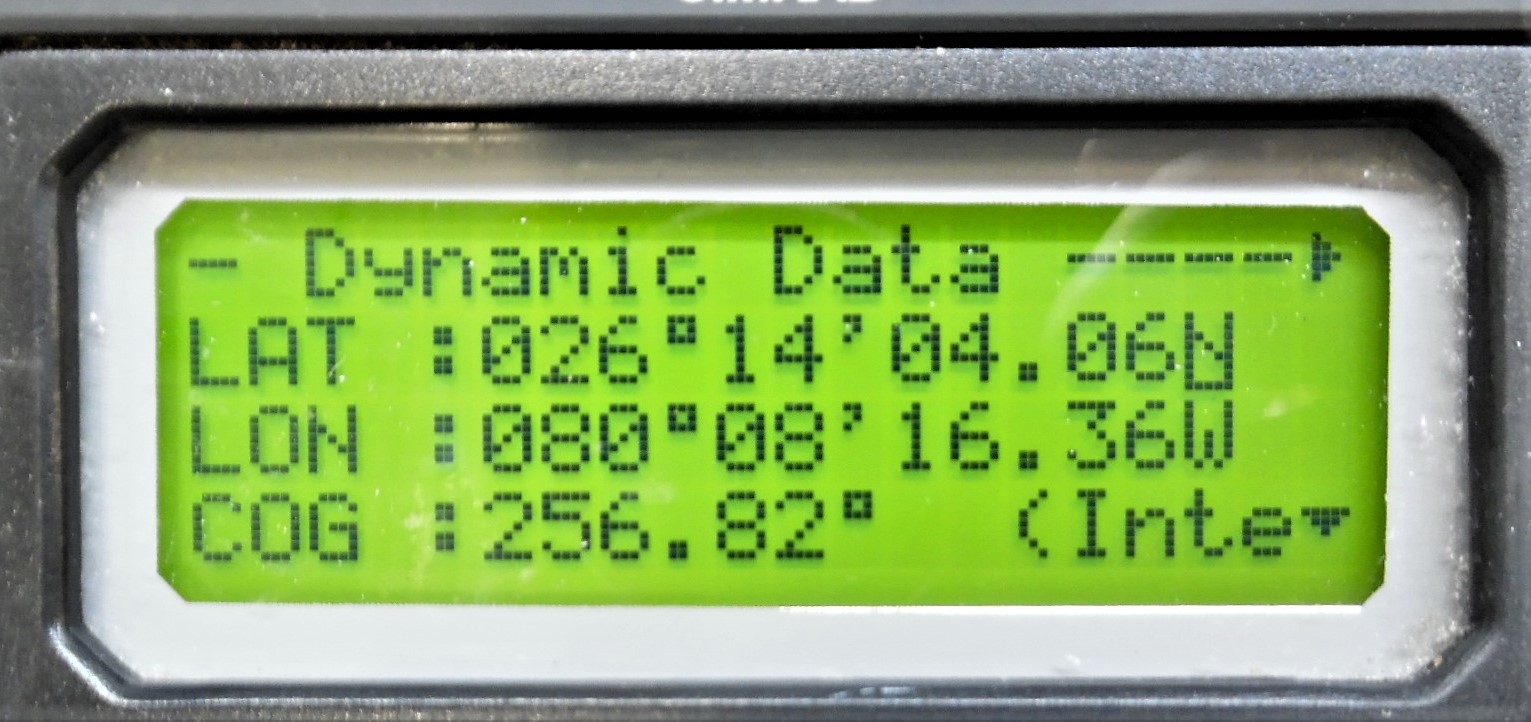 - Dynamic Data ----▶
LAT :026°14’04.06N
LON :080°08’16.36W
COG :256.82° (Inte▼